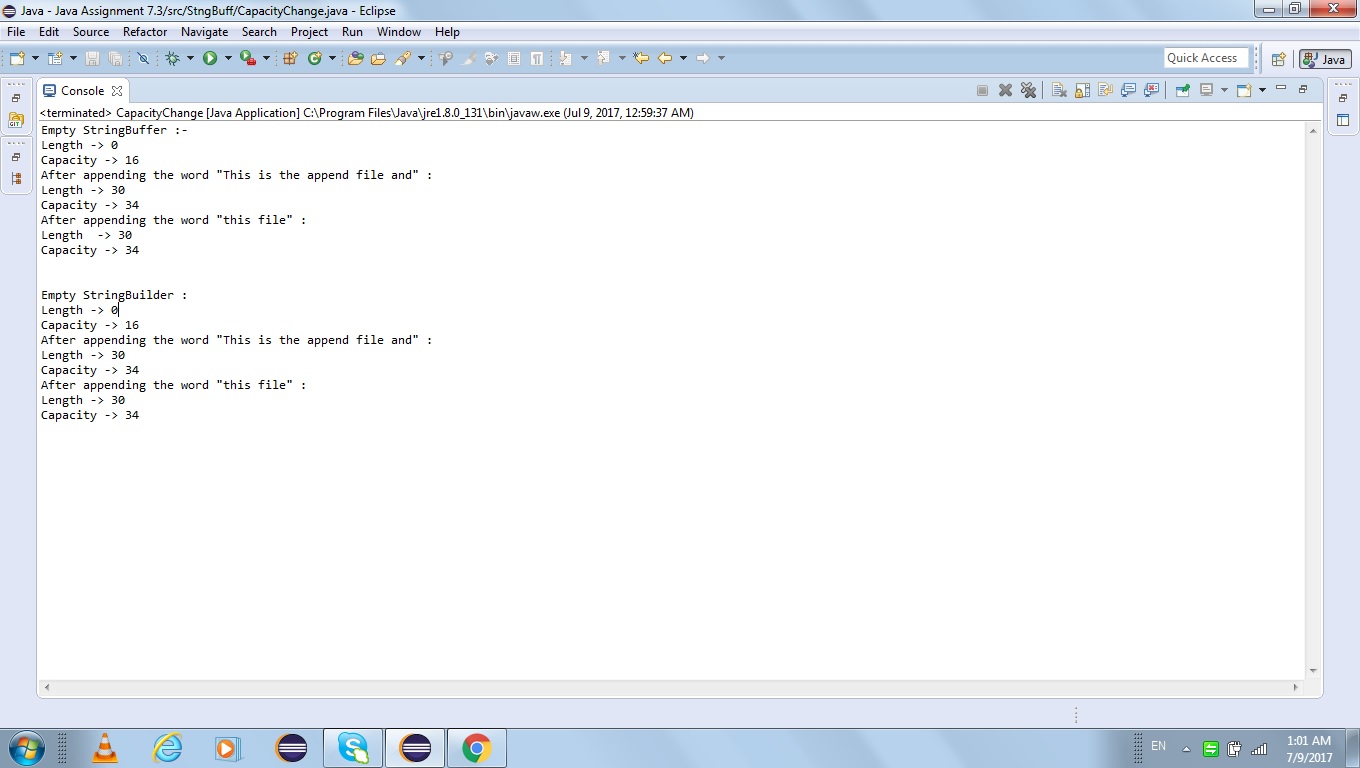 Java - Java Assignment 7.3/src/StngBuff/CapacityChange.java - Eclipse
File Edit Source Refactor Navigate Search Project Run Window Help
Quick Access
Java
Console
<terminated> CapacityChange [Java Application] C:\Program Files\Java\jre1.8.0_131\bin\javaw.exe (Jul 9, 2017, 12:59:37 AM)
Empty StringBuffer :-
Length -> 0
Capacity -> 16
After appending the word "This is the append file and" :
Length -> 30
Capacity -> 34
After appending the word "this file" :
Length  -> 30
Capacity -> 34
Empty StringBuilder :
Length -> 0
Capacity -> 16
After appending the word "This is the append file and" :
Length -> 30
Capacity -> 34
After appending the word "this file" :
Length -> 30
Capacity -> 34
GIT
EN
1:01 AM
7/9/2017